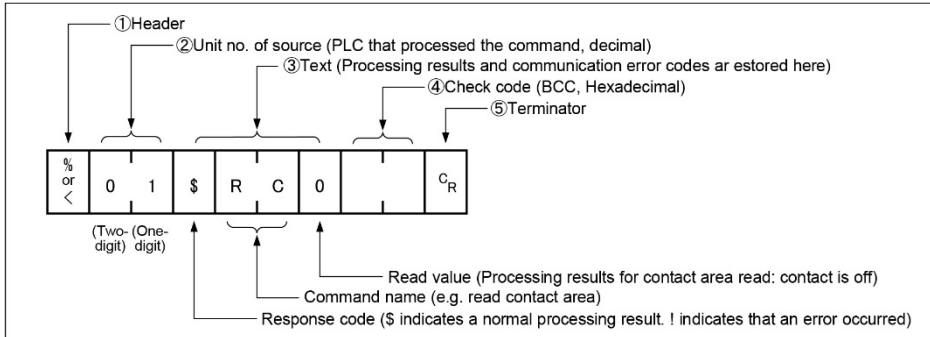 ①Header
②Unit no. of source (PLC that processed the command, decimal)
③Text (Processing results and communication error codes ar estored here)
④Check code (BCC, Hexadecimal)
⑤Terminator
% or < 0 1 $ R C 0 CR
(Two-digit) (One-digit)
Read value (Processing results for contact area read: contact is off)
Command name (e.g. read contact area)
Response code ($ indicates a normal processing result. ! indicates that an error occurred)